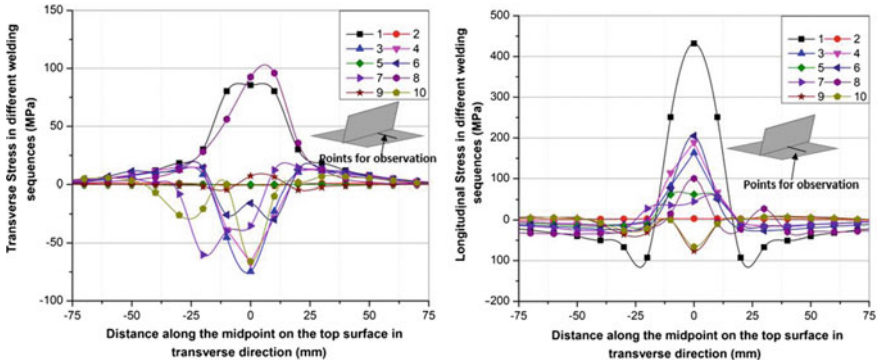 Transverse Stress in different welding
sequences (MPa)
150
100
50
0
-50
-100
-75 -50 -25 0 25 50 75
1 2
3 4
5 6
7 8
9 10
Points for observation
Distance along the midpoint on the top surface in
transverse direction (mm)
Longitudinal Stress in different welding
sequences (MPa)
500
400
300
200
100
0
100
200
-75 -50 -25 0 25 50 75
1 2
3 4
5 6
7 8
9 10
Points for observation
Distance along the midpoint on the top surface in
transverse direction (mm)